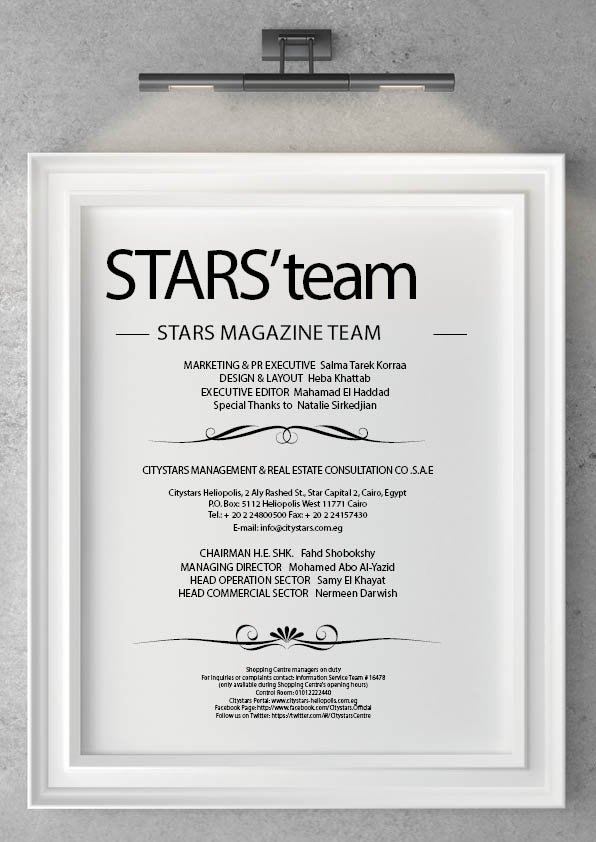 STARS'team
STARS MAGAZINE TEAM
MARKETING & PR EXECUTIVE Salma Tarek Korraa
DESIGN & LAYOUT Heba Khattab
EXECUTIVE EDITOR Mahamad El Haddad
Special Thanks to Natalie Sirkedjian
CITYSTARS MANAGEMENT & REAL ESTATE CONSULTATION CO .S.A.E
Citystars Heliopolis, 2 Aly Rashed St., Star Capital 2, Cairo, Egypt
P.O. Box: 5112 Heliopolis West 11771 Cairo
Tel.: + 20 2 24800500 Fax: + 20 2 24157430
E-mail: info@citystars.com.eg
CHAIRMAN H.E. SHK. Fahd Shobokshy
MANAGING DIRECTOR Mohamed Abo Al-Yazid
HEAD OPERATION SECTOR Samy El Khayat
HEAD COMMERCIAL SECTOR Nermeen Darwish
Shopping Centre managers on duty
For inquiries or complaints contact: Information Service Team # 16478
(only available during Shopping Centre's opening hours)
Control Room: 01012222440
Citystars Portal: www.citystars-heliopolis.com.eg
Facebook Page: http://www.facebook.com/Citystars.Official
Follow us on Twitter: https://twitter.com/#/CitystarsCentre